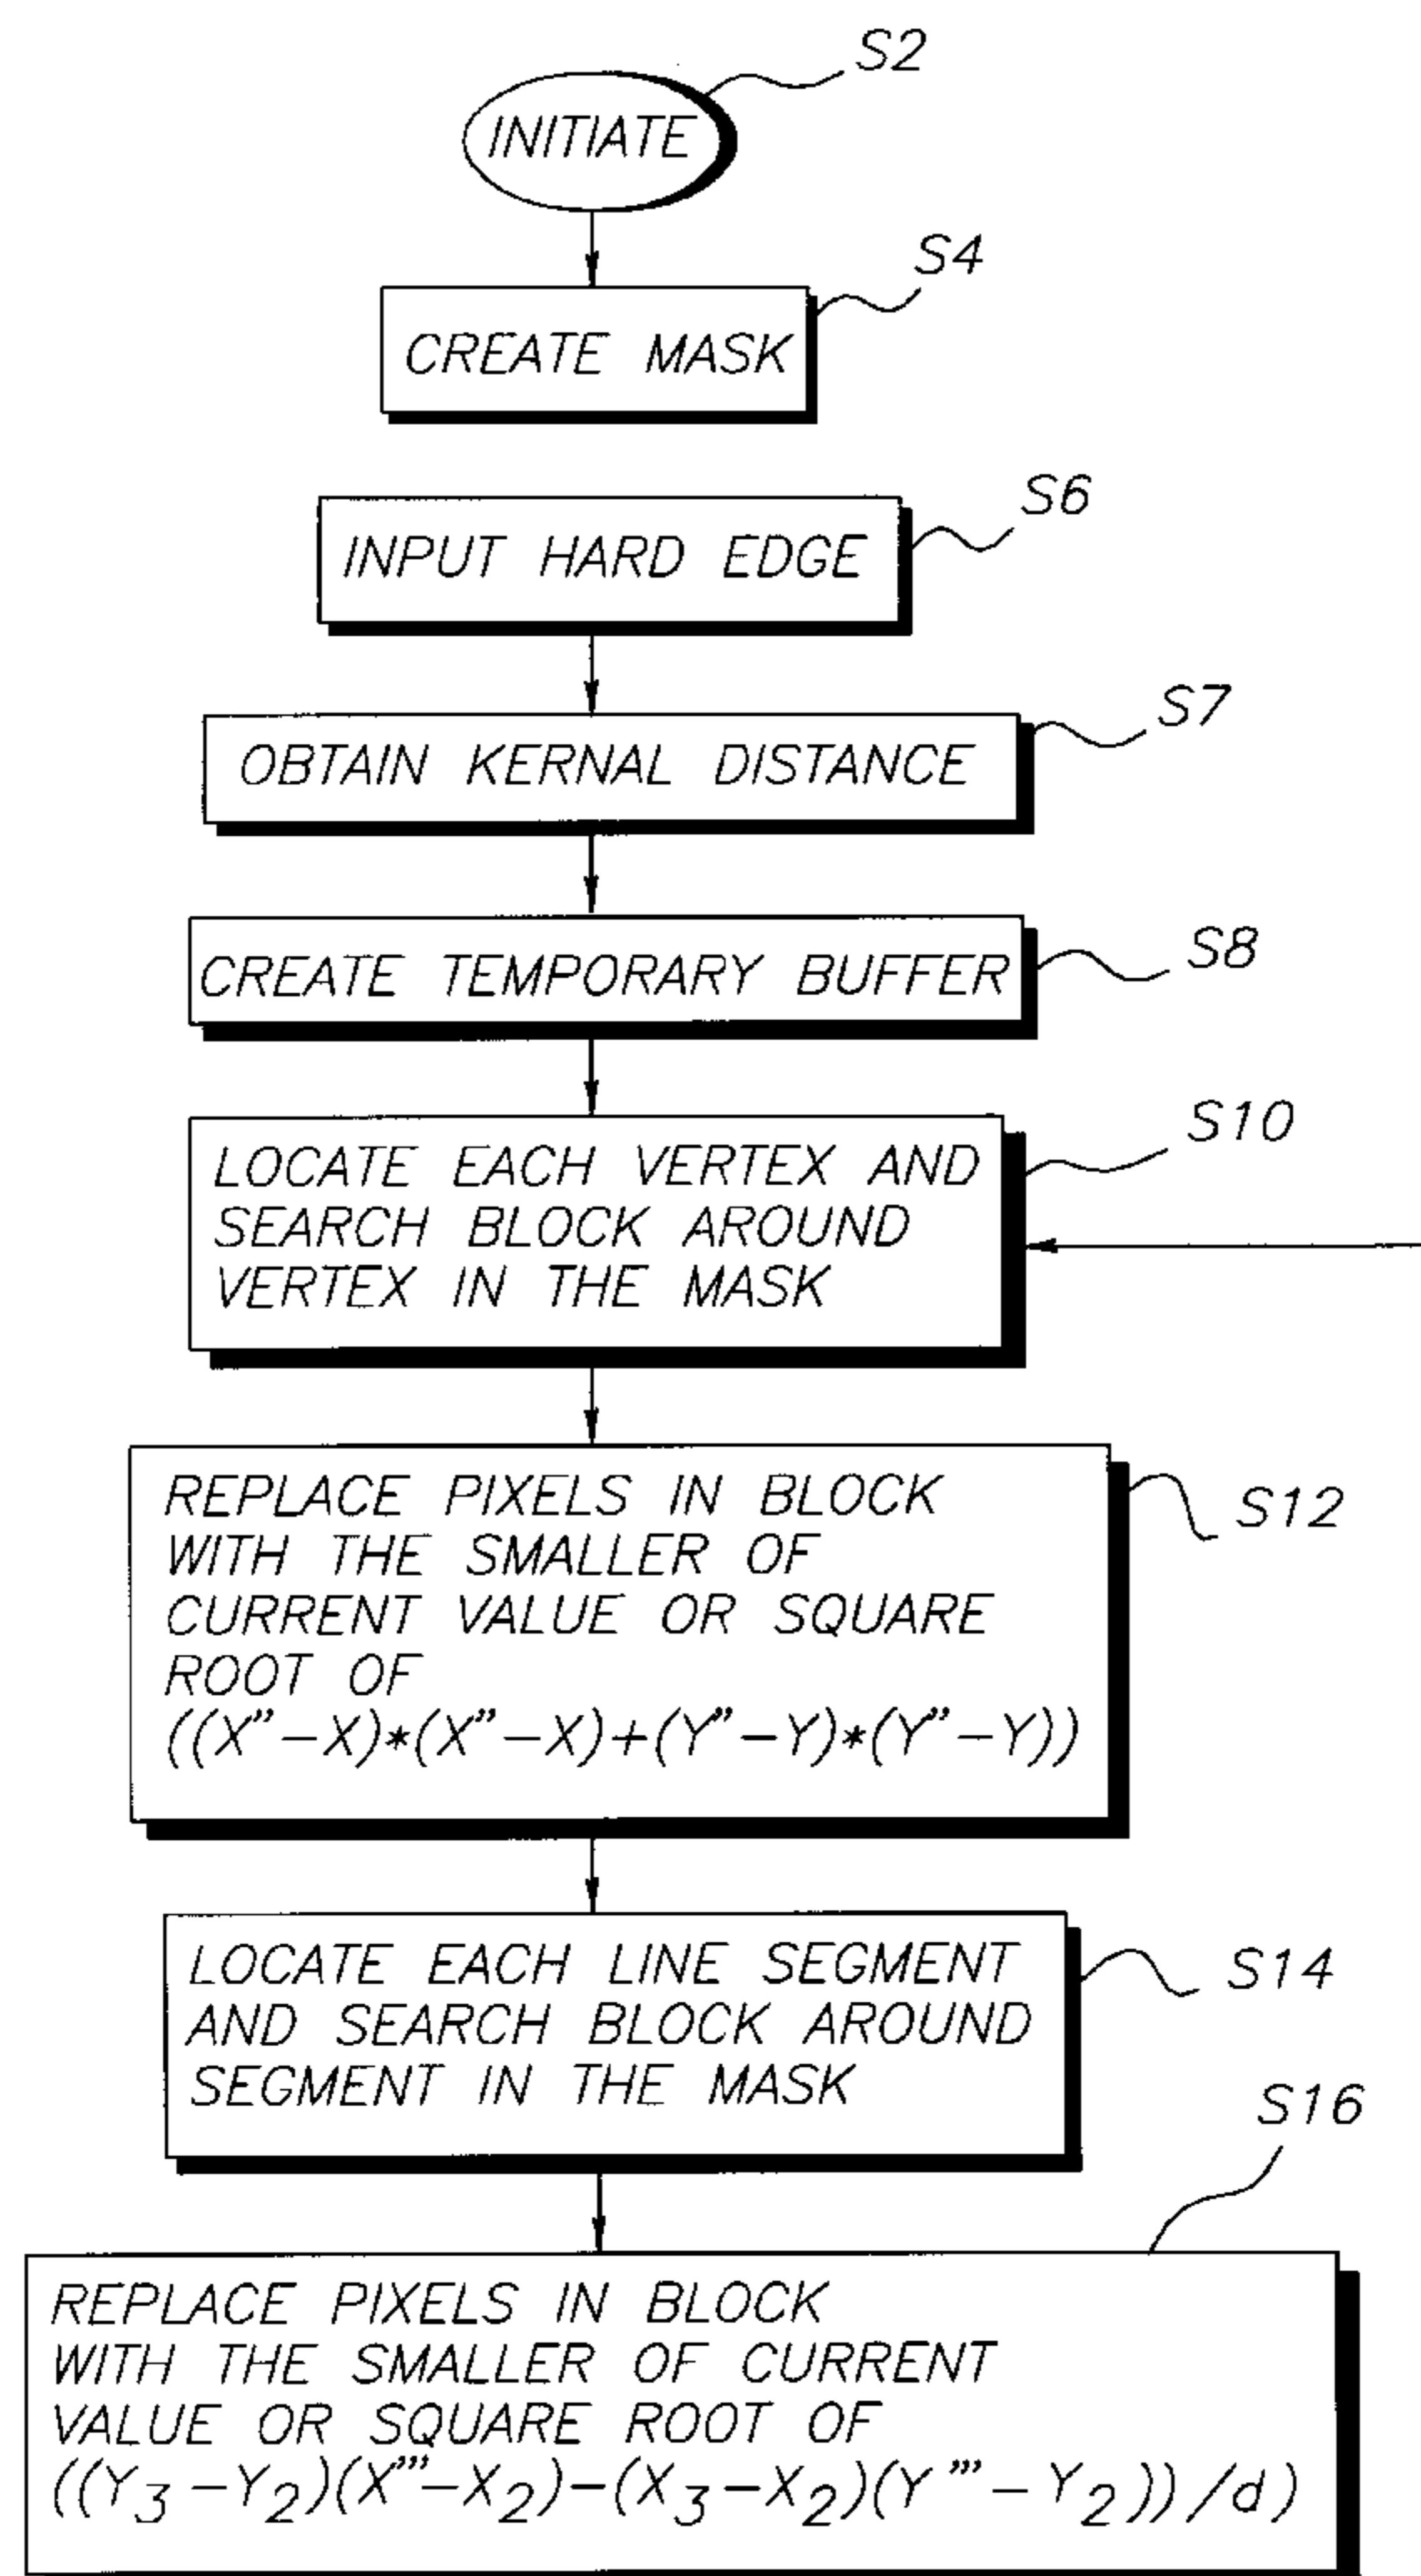 S2
INITIATE
S4
CREATE MASK
S6
INPUT HARD EDGE
S7
OBTAIN KERNAL DISTANCE
S8
CREATE TEMPORARY BUFFER
S10
LOCATE EACH VERTEX AND
SEARCH BLOCK AROUND
VERTEX IN THE MASK
S12
REPLACE PIXELS IN BLOCK
WITH THE SMALLER OF
CURRENT VALUE OR SQUARE
ROOT OF
((X"-X)*(X"-X)+(Y"-Y)*(Y"-Y))
S14
LOCATE EACH LINE SEGMENT
AND SEARCH BLOCK AROUND
SEGMENT IN THE MASK
S16
REPLACE PIXELS IN BLOCK
WITH THE SMALLER OF CURRENT
VALUE OR SQUARE ROOT OF
((Y₃-Y₂)(X'''-X₂)-(X₃-X₂)(Y'''-Y₂))/d)